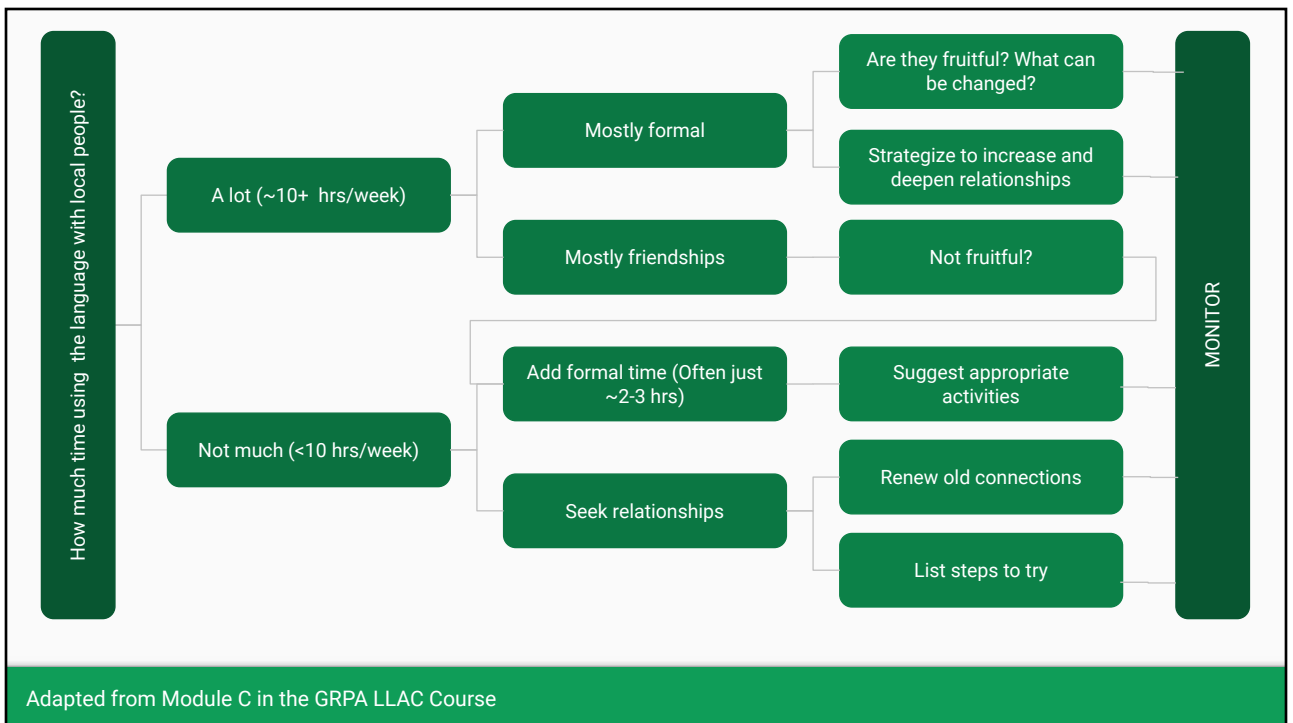 How much time using  the language with local people?
A lot (~10+  hrs/week)
Not much (<10 hrs/week)
Mostly formal
Mostly friendships
Add formal time (Often just
~2-3 hrs)
Seek relationships
Are they fruitful? What can
be changed?
Strategize to increase and
deepen relationships
Not fruitful?
Suggest appropriate
activities
Renew old connections
List steps to try
MONITOR
Adapted from Module C in the GRPA LLAC Course